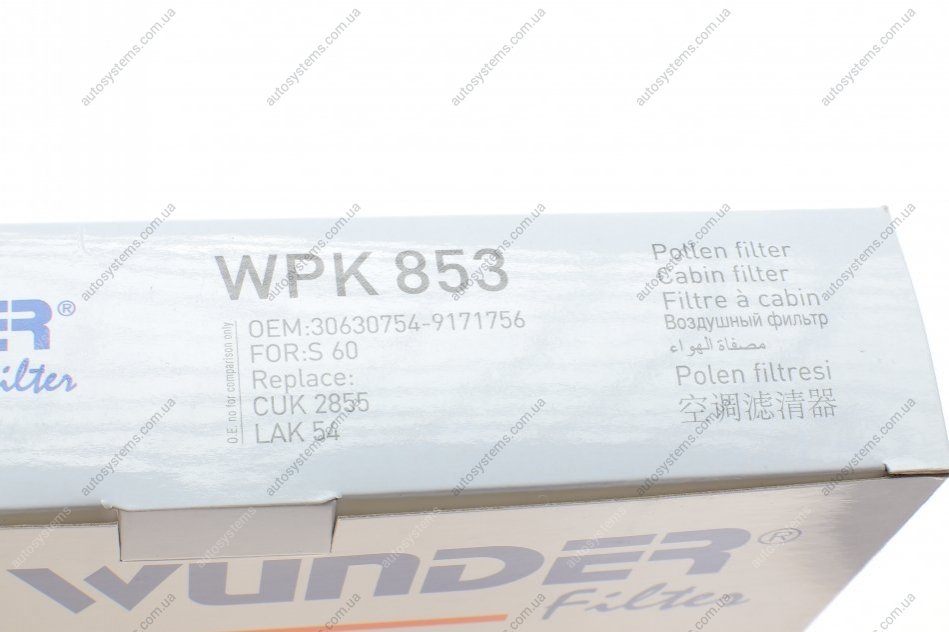 WPK 853
O.E. no for comparison only
OEM:30630754-9171756
FOR:S 60
Replace:
CUK 2855
LAK 54
Pollen filter
Cabin filter
Filtre à cabin
Воздушный фильтр
مصفاة الهواء
Polen filtresi
空调滤清器
ER®
ilter
WUNDER®
Filter
autosystems.com.ua